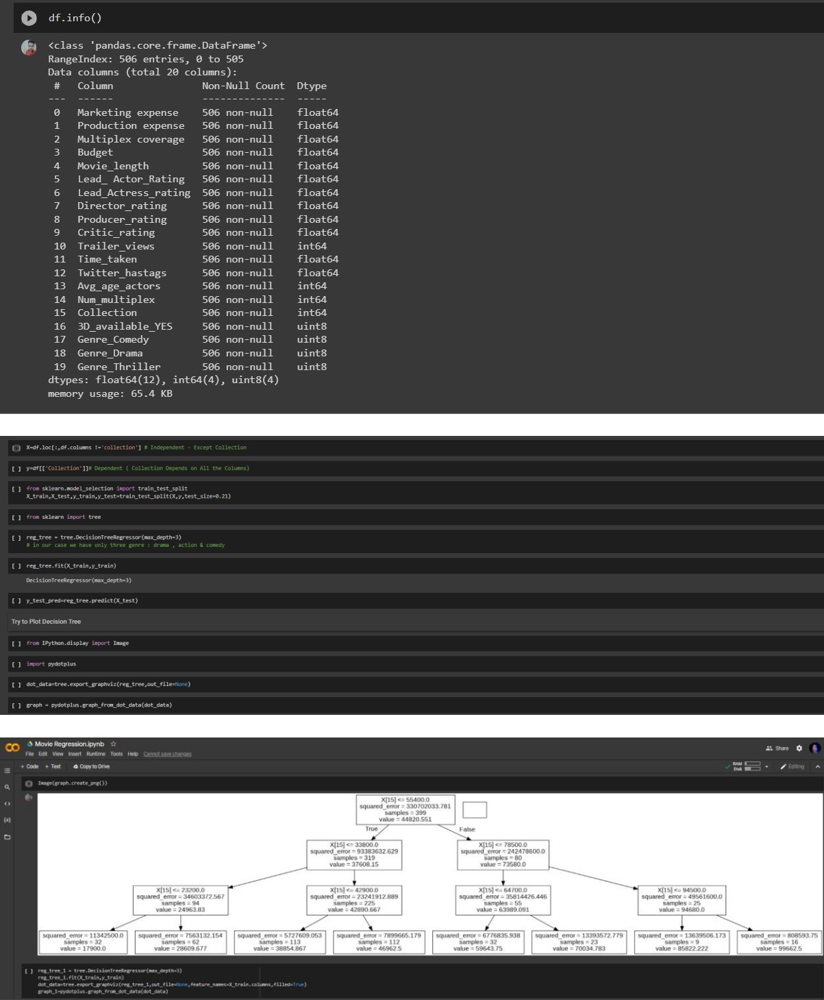 df.info()
<class 'pandas.core.frame.DataFrame'>
RangeIndex: 506 entries, 0 to 505
Data columns (total 20 columns):
# Column Non-Null Count Dtype
--- ------ -------------- -----
0 Marketing expense 506 non-null float64
1 Production expense 506 non-null float64
2 Multiplex coverage 506 non-null float64
3 Budget 506 non-null float64
4 Movie_length 506 non-null float64
5 Lead_ Actor_Rating 506 non-null float64
6 Lead_Actress_rating 506 non-null float64
7 Director_rating 506 non-null float64
8 Producer_rating 506 non-null float64
9 Critic_rating 506 non-null float64
10 Trailer_views 506 non-null int64
11 Time_taken 506 non-null float64
12 Twitter_hastags 506 non-null float64
13 Avg_age_actors 506 non-null int64
14 Num_multiplex 506 non-null int64
15 Collection 506 non-null int64
16 3D_available_YES 506 non-null uint8
17 Genre_Comedy 506 non-null uint8
18 Genre_Drama 506 non-null uint8
19 Genre_Thriller 506 non-null uint8
dtypes: float64(12), int64(4), uint8(4)
memory usage: 65.4 KB
X=df.loc[:,df.columns !='collection'] # Independent - Except Collection
[ ] y=df[['Collection']]# Dependent ( Collection Depends on All the Columns)
[ ] from sklearn.model_selection import train_test_split
X_train,X_test,y_train,y_test=train_test_split(X,y,test_size=0.21)
[ ] from sklearn import tree
[ ] reg_tree = tree.DecisionTreeRegressor(max_depth=3)
# in our case we have only three genre : drama , action & comedy
[ ] reg_tree.fit(X_train,y_train)
DecisionTreeRegressor(max_depth=3)
[ ] y_test_pred=reg_tree.predict(X_test)
Try to Plot Decision Tree
[ ] from IPython.display import Image
[ ] import pydotplus
[ ] dot_data=tree.export_graphviz(reg_tree,out_file=None)
[ ] graph = pydotplus.graph_from_dot_data(dot_data)
CO Movie Regression.ipynb
Share
File Edit View Insert Runtime Tools Help Cannot save changes
+ Code + Text Copy to Drive
RAM
Disk
Editing
Image(graph.create_png())
X[15] <= 55400.0
squared_error = 330702033.781
samples = 399
value = 44820.551
True False
X[15] <= 33800.0
squared_error = 93383632.629
samples = 319
value = 37608.15
X[15] <= 78500.0
squared_error = 242478600.0
samples = 80
value = 73580.0
X[15] <= 23200.0
squared_error = 34603372.567
samples = 94
value = 24963.83
X[15] <= 42900.0
squared_error = 23241912.889
samples = 225
value = 42890.667
X[15] <= 64700.0
squared_error = 35814426.446
samples = 55
value = 63989.091
X[15] <= 94500.0
squared_error = 49561600.0
samples = 25
value = 94680.0
squared_error = 11342500.0
samples = 32
value = 17900.0
squared_error = 7563132.154
samples = 62
value = 28609.677
squared_error = 5727609.053
samples = 113
value = 38854.867
squared_error = 7899665.179
samples = 112
value = 46962.5
squared_error = 6776835.938
samples = 32
value = 59643.75
squared_error = 13393572.779
samples = 23
value = 70034.783
squared_error = 13639506.173
samples = 9
value = 85822.222
squared_error = 808593.75
samples = 16
value = 99662.5
[ ] reg_tree_1 = tree.DecisionTreeRegressor(max_depth=3)
reg_tree_1.fit(X_train,y_train)
dot_data=tree.export_graphviz(reg_tree_1,out_file=None,feature_names=X_train.columns,filled=True)
graph_1=pydotplus.graph_from_dot_data(dot_data)